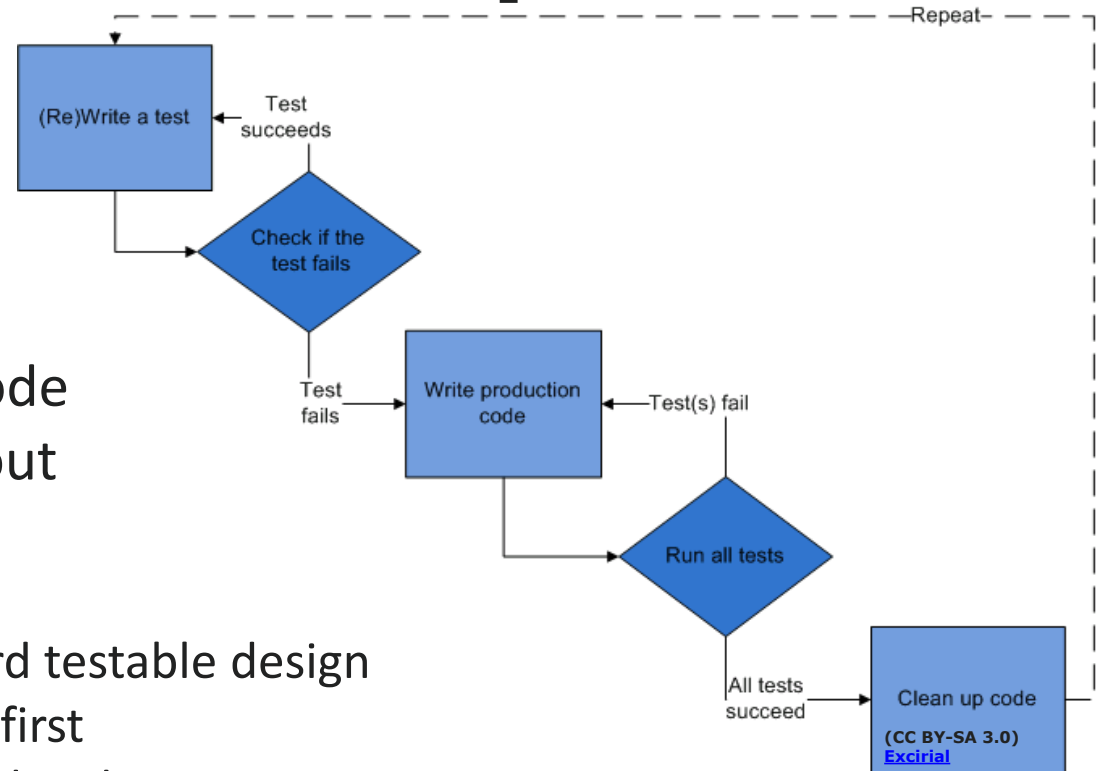 Repeat
(Re)Write a test
Test
succeeds
Check if the
test fails
Test
fails
Write production
code
Test(s) fail
Run all tests
All tests
succeed
Clean up code
(CC BY-SA 3.0)
Excirial
ode
out
rd testable design
first